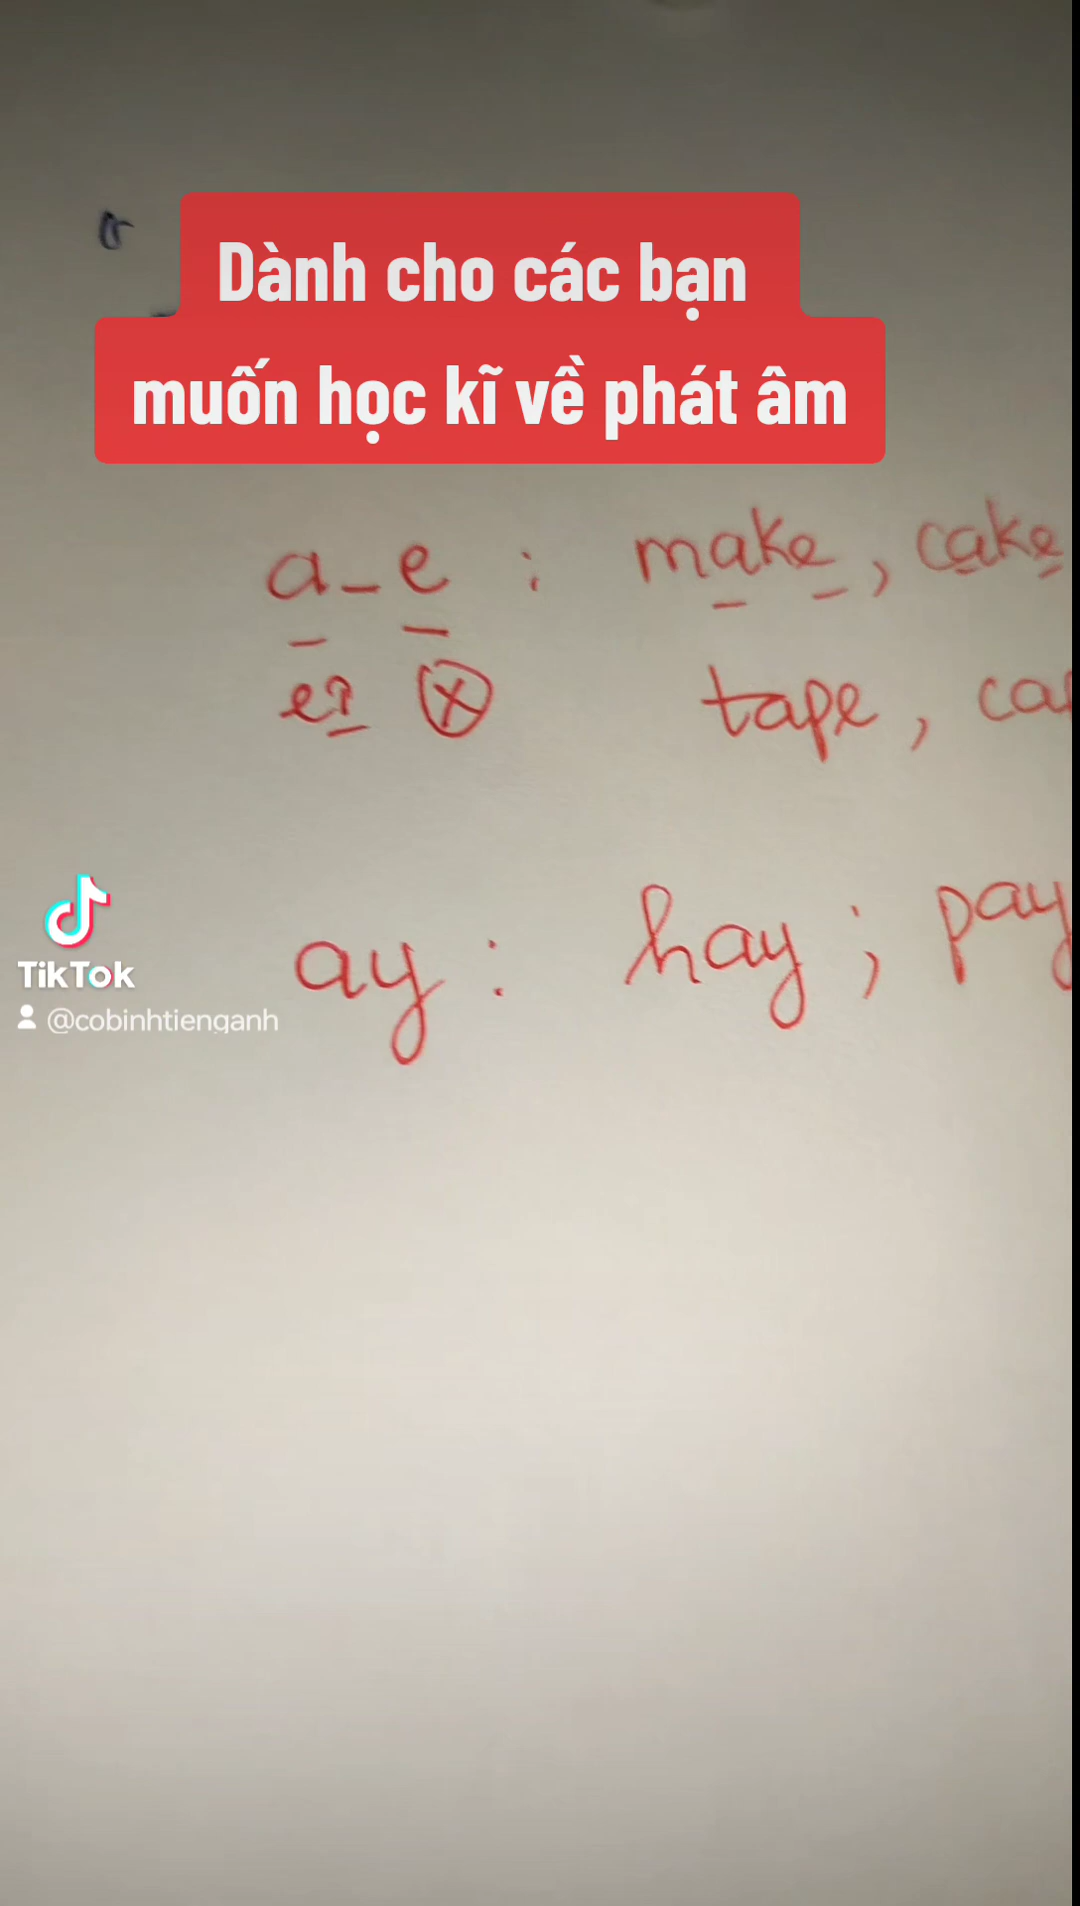 Dành cho các bạn
muốn học kĩ về phát âm
a_e : make, cake
eɪ ⓧ tape,
ay : hay; pay
TikTok
@cobinhtienganh